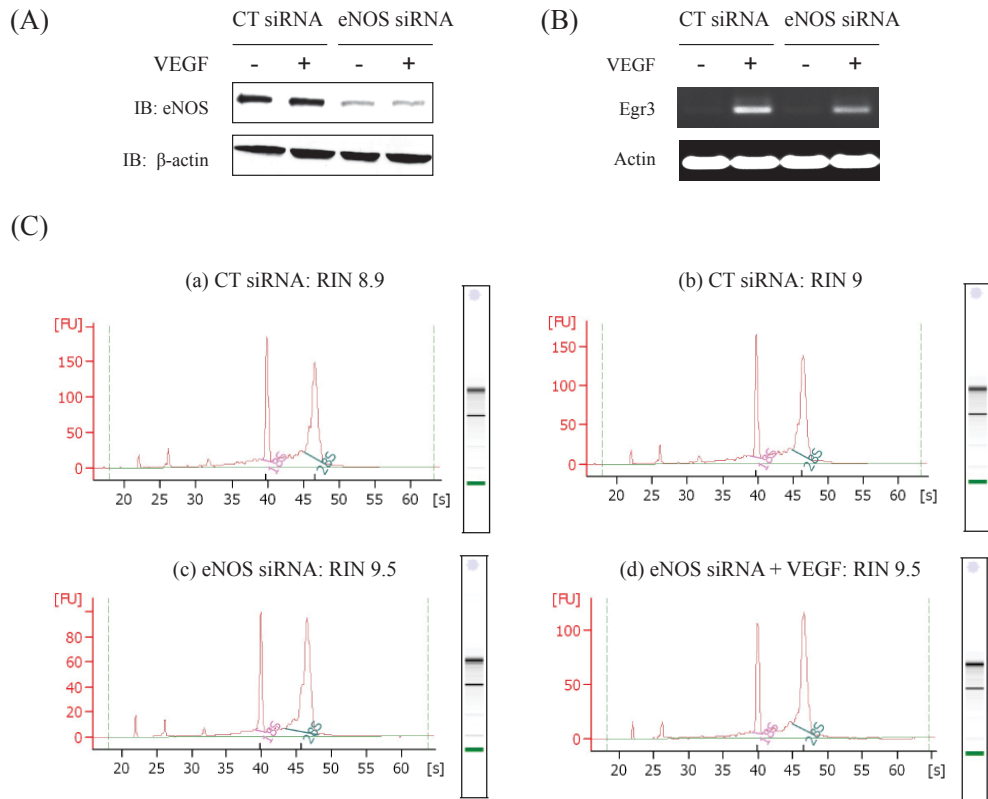 (A)
CT siRNA eNOS siRNA
VEGF - + - +
IB: eNOS
IB: β-actin
(B)
CT siRNA eNOS siRNA
VEGF - + - +
Egr3
Actin
(C)
(a) CT siRNA: RIN 8.9
[FU]
150
100
50
0
18S
28S
20 25 30 35 40 45 50 55 60 [s]
(b) CT siRNA: RIN 9
[FU]
150
100
50
0
18S
28S
20 25 30 35 40 45 50 55 60 [s]
(c) eNOS siRNA: RIN 9.5
[FU]
80
60
40
20
0
18S
28S
20 25 30 35 40 45 50 55 60 [s]
(d) eNOS siRNA + VEGF: RIN 9.5
[FU]
100
50
0
18S
28S
20 25 30 35 40 45 50 55 60 [s]